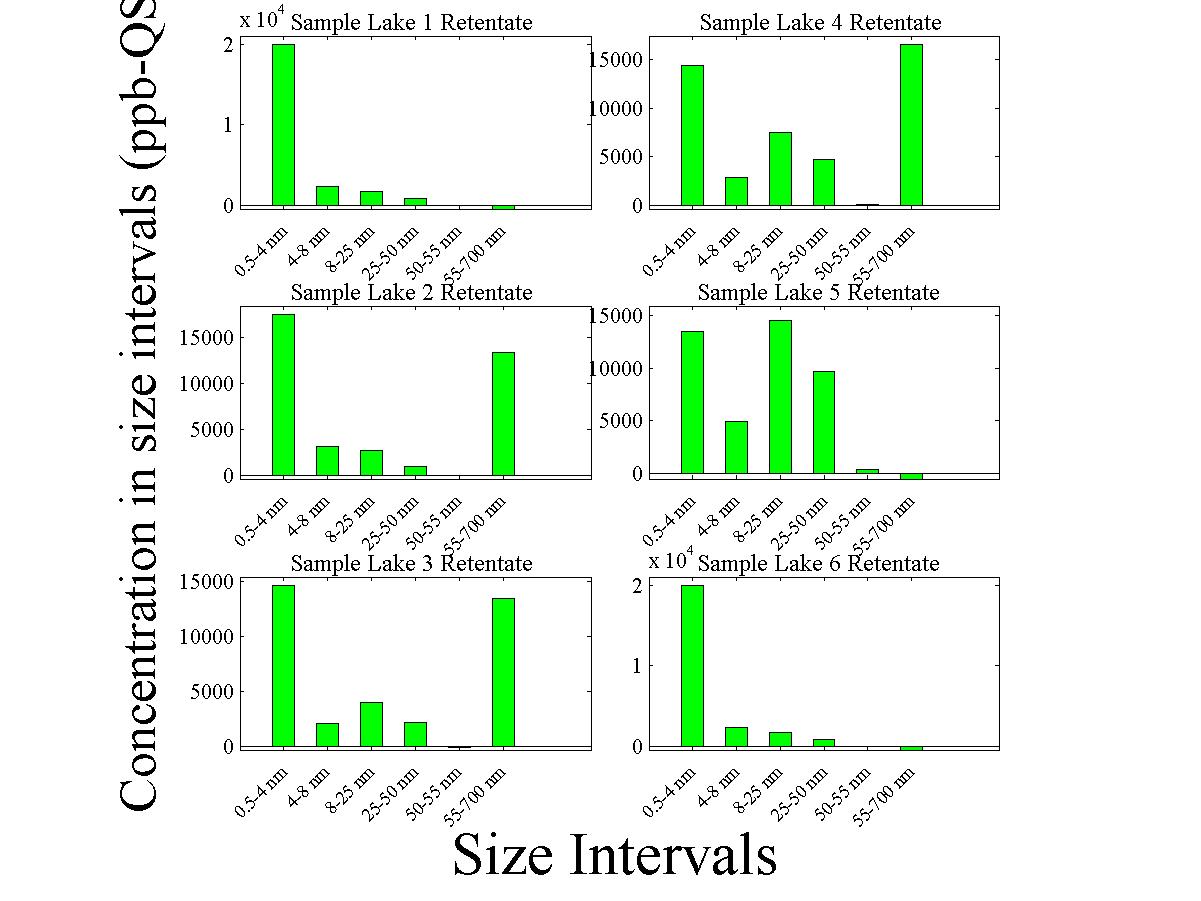 Concentration in size intervals (ppb-QS
x 10^4
Sample Lake 1 Retentate
2
1
0
0.5-4 nm
4-8 nm
8-25 nm
25-50 nm
50-55 nm
55-700 nm
Sample Lake 4 Retentate
15000
10000
5000
0
0.5-4 nm
4-8 nm
8-25 nm
25-50 nm
50-55 nm
55-700 nm
Sample Lake 2 Retentate
15000
10000
5000
0
0.5-4 nm
4-8 nm
8-25 nm
25-50 nm
50-55 nm
55-700 nm
Sample Lake 5 Retentate
15000
10000
5000
0
0.5-4 nm
4-8 nm
8-25 nm
25-50 nm
50-55 nm
55-700 nm
Sample Lake 3 Retentate
15000
10000
5000
0
0.5-4 nm
4-8 nm
8-25 nm
25-50 nm
50-55 nm
55-700 nm
x 10^4
Sample Lake 6 Retentate
2
1
0
0.5-4 nm
4-8 nm
8-25 nm
25-50 nm
50-55 nm
55-700 nm
Size Intervals